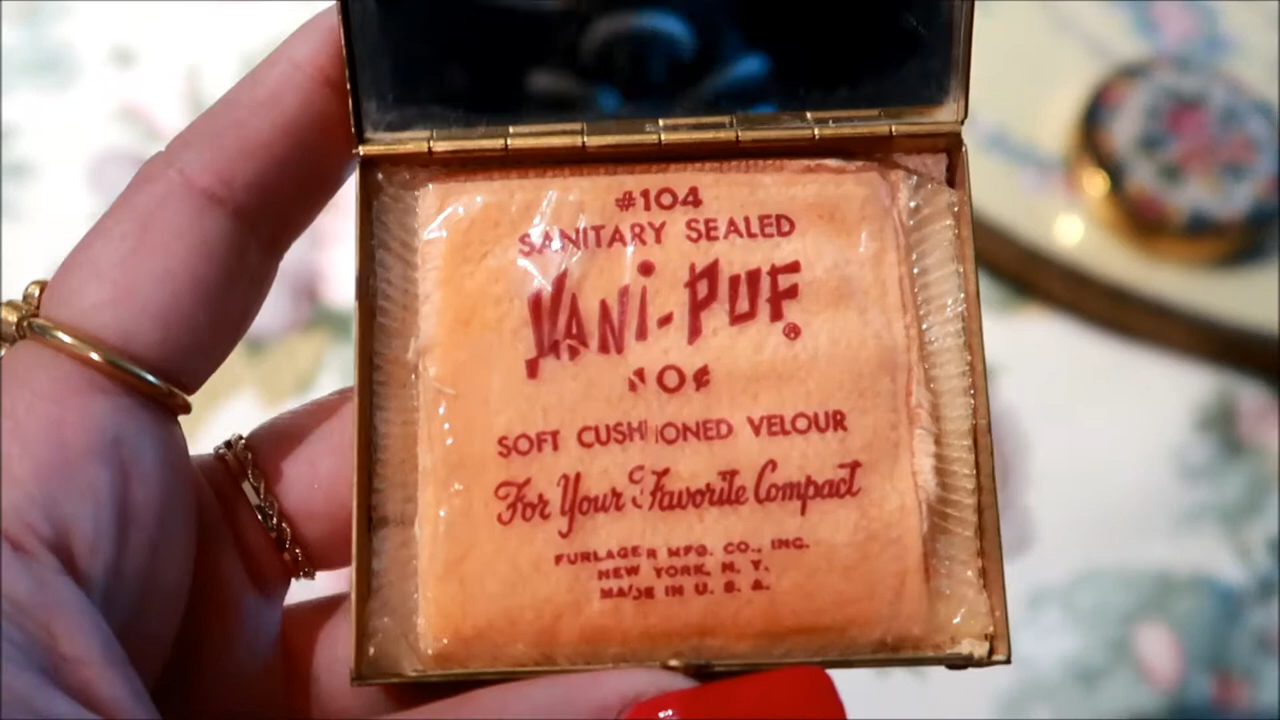 #104
SANITARY SEALED
VANI-PUF®
10¢
SOFT CUSHIONED VELOUR
For Your Favorite Compact
FURLAGER MFG. CO., INC.
NEW YORK, N. Y.
MADE IN U. S. A.